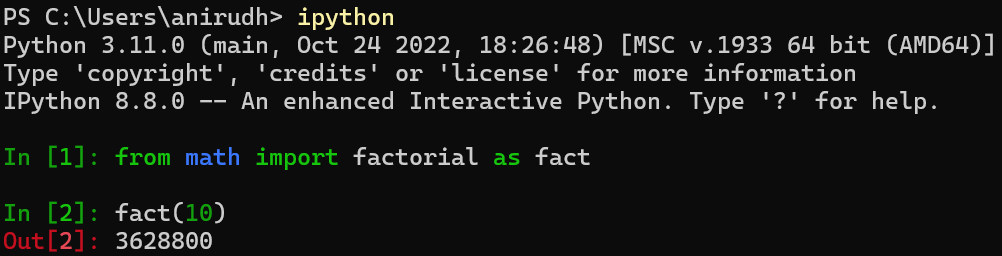 PS C:\Users\anirudh> ipython
Python 3.11.0 (main, Oct 24 2022, 18:26:48) [MSC v.1933 64 bit (AMD64)]
Type 'copyright', 'credits' or 'license' for more information
IPython 8.8.0 -- An enhanced Interactive Python. Type '?' for help.
In [1]: from math import factorial as fact
In [2]: fact(10)
Out[2]: 3628800